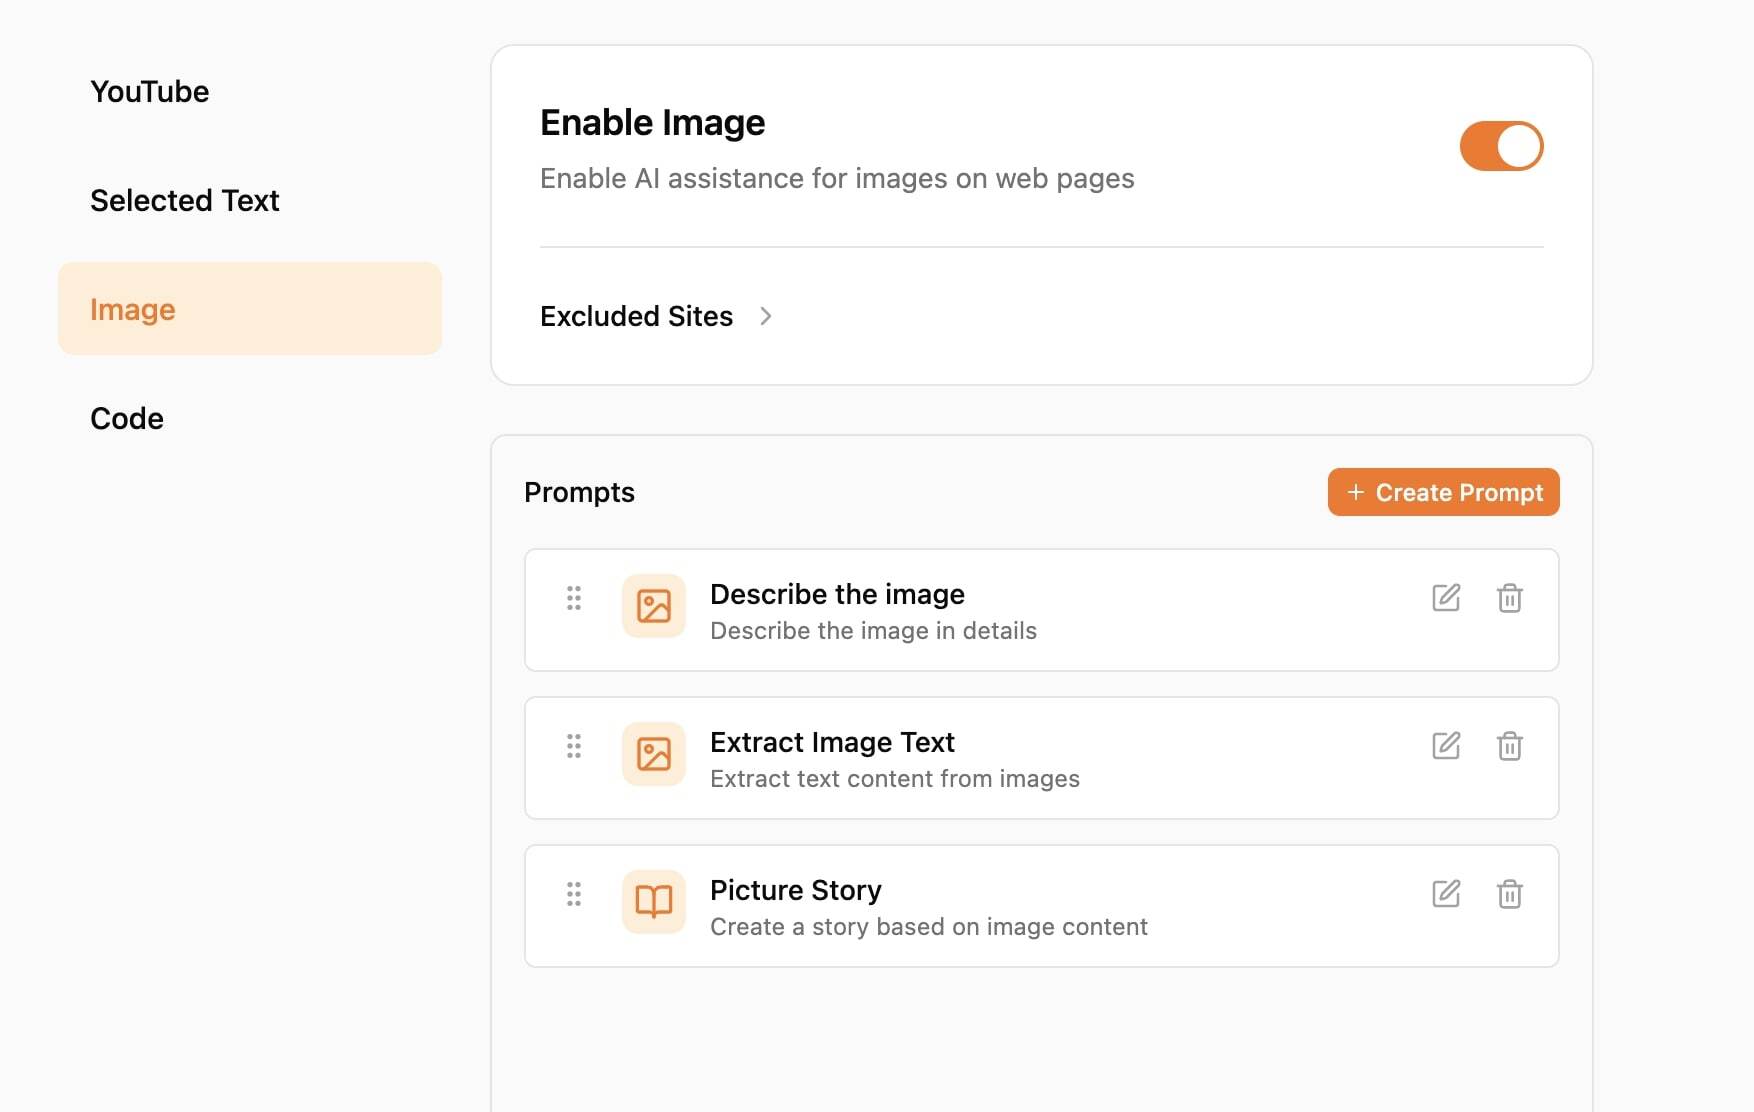 YouTube
Selected Text
Image
Code
Enable Image
Enable AI assistance for images on web pages
Excluded Sites
Prompts
Create Prompt
Describe the image
Describe the image in details
Extract Image Text
Extract text content from images
Picture Story
Create a story based on image content